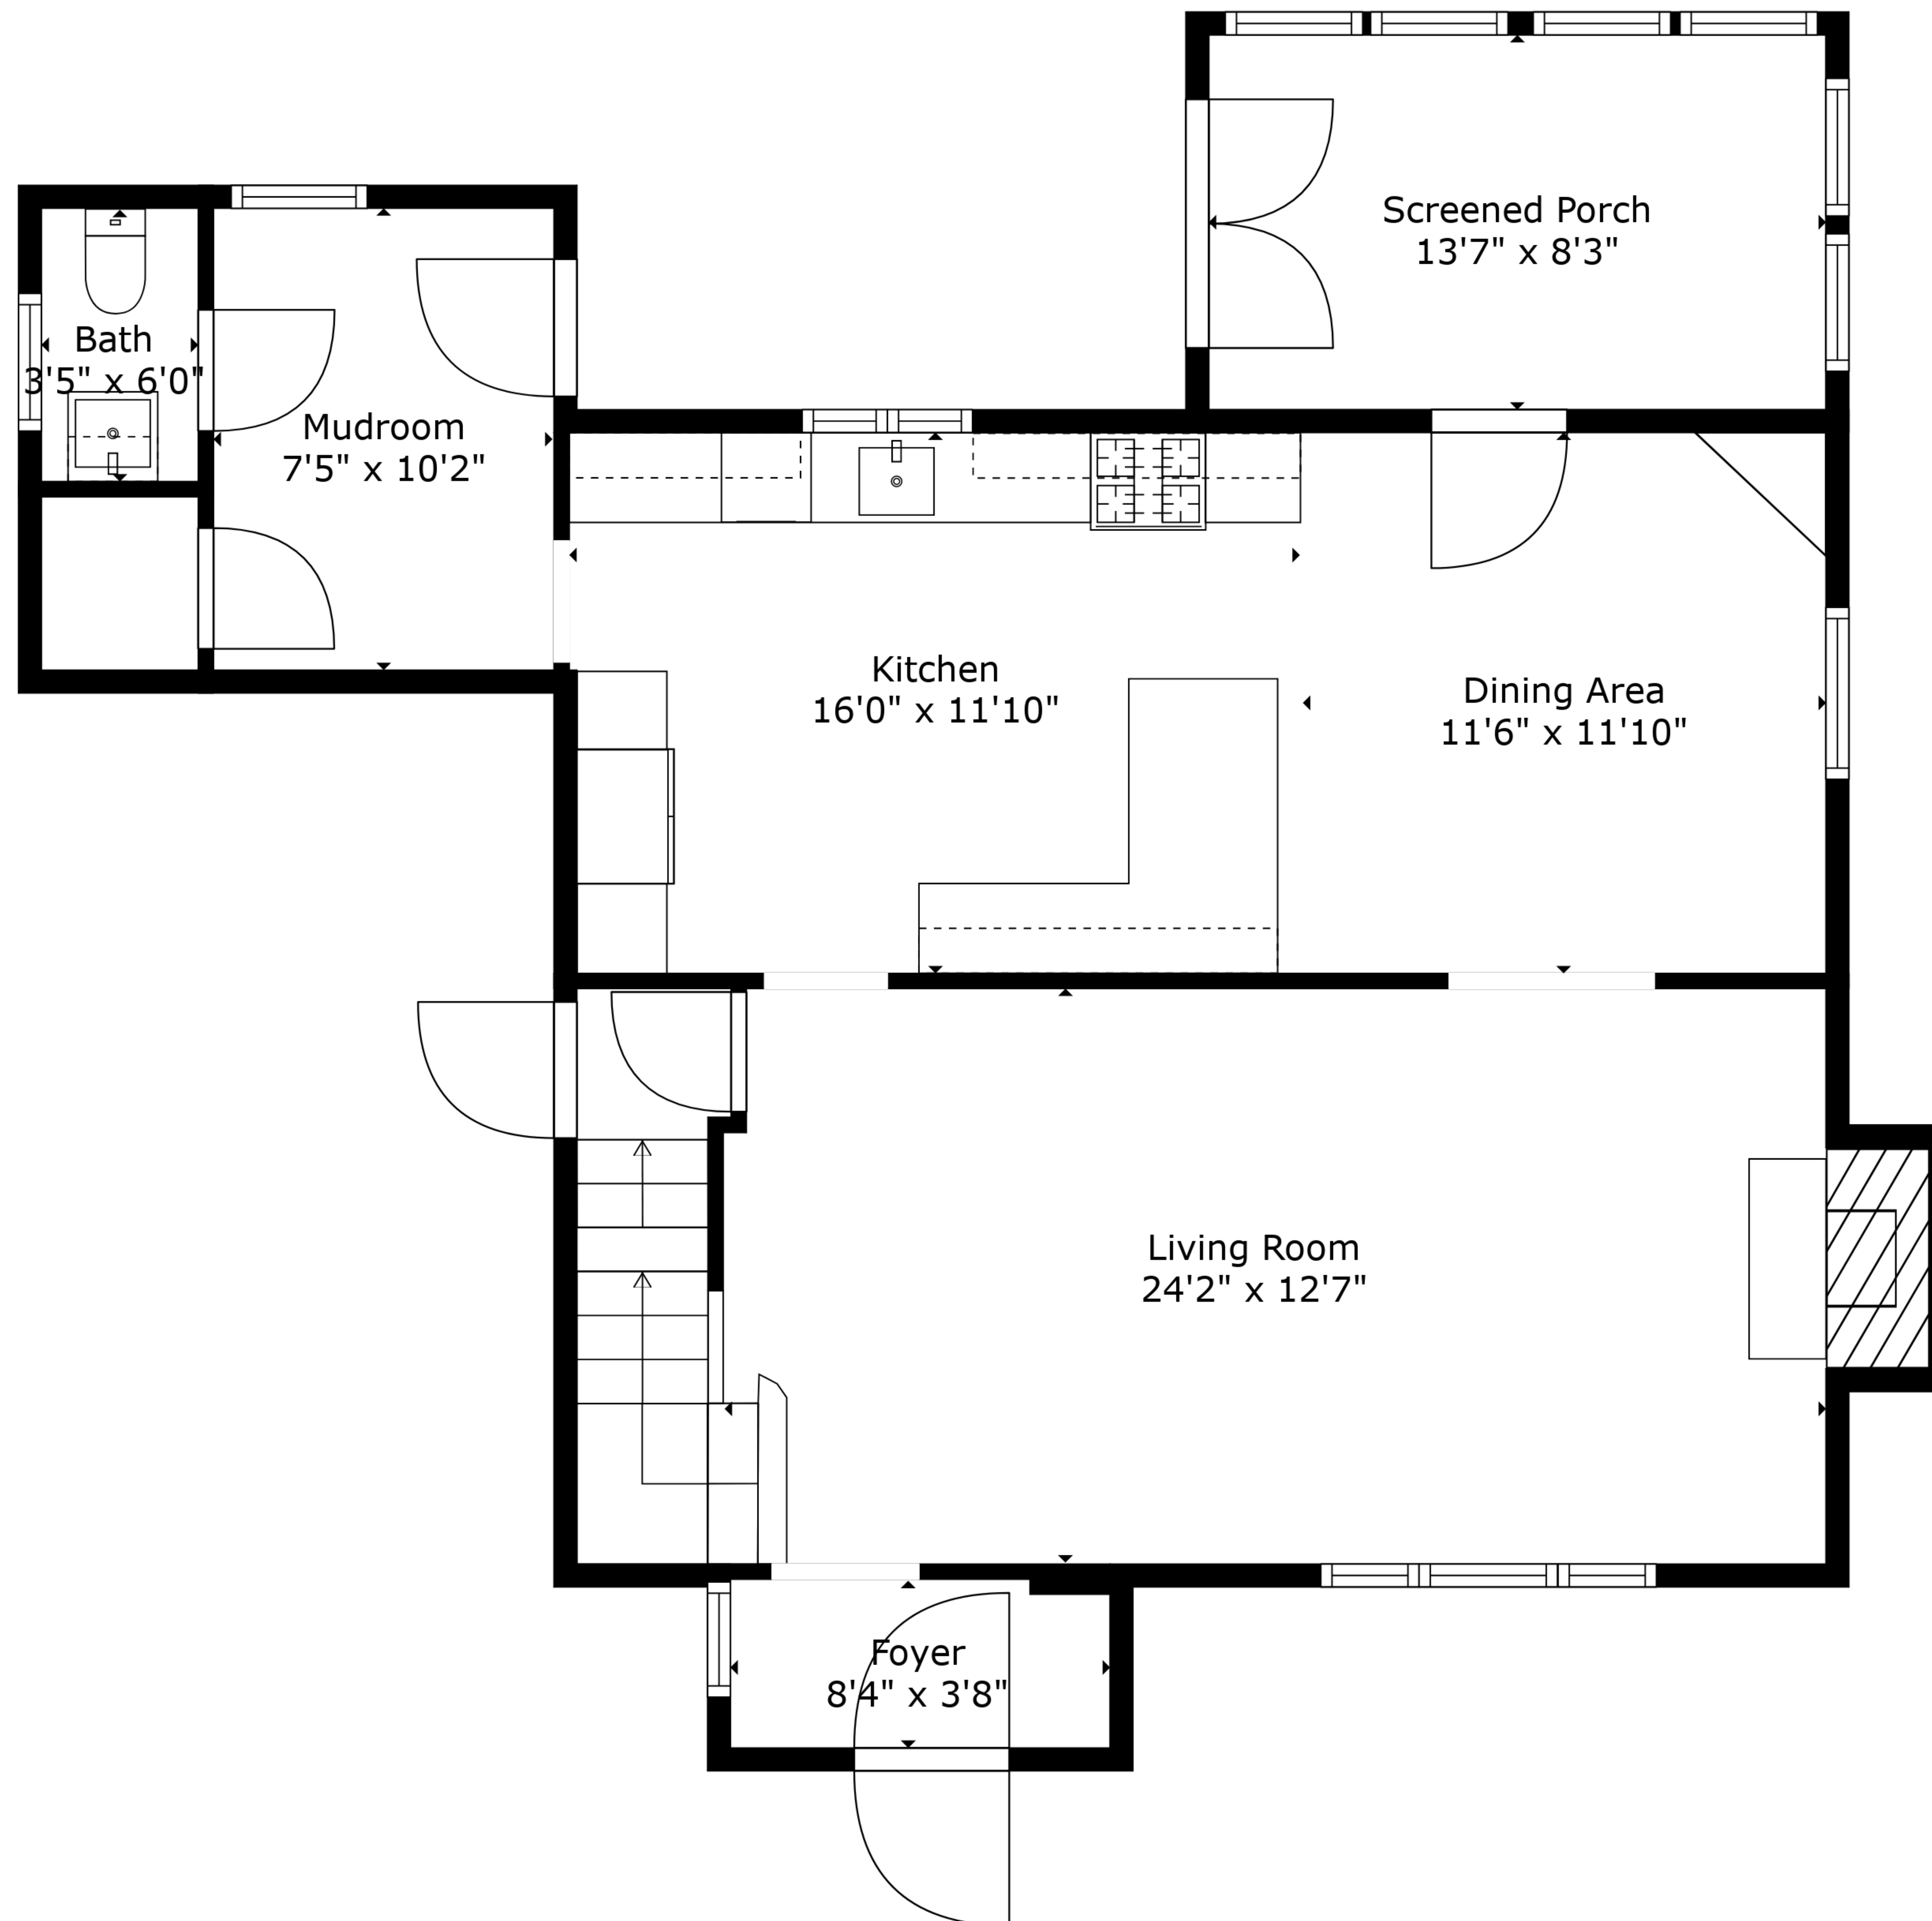 Screened Porch
13'7" x 8'3"
Bath
3'5" x 6'0"
Mudroom
7'5" x 10'2"
Kitchen
16'0" x 11'10"
Dining Area
11'6" x 11'10"
Living Room
24'2" x 12'7"
Foyer
8'4" x 3'8"